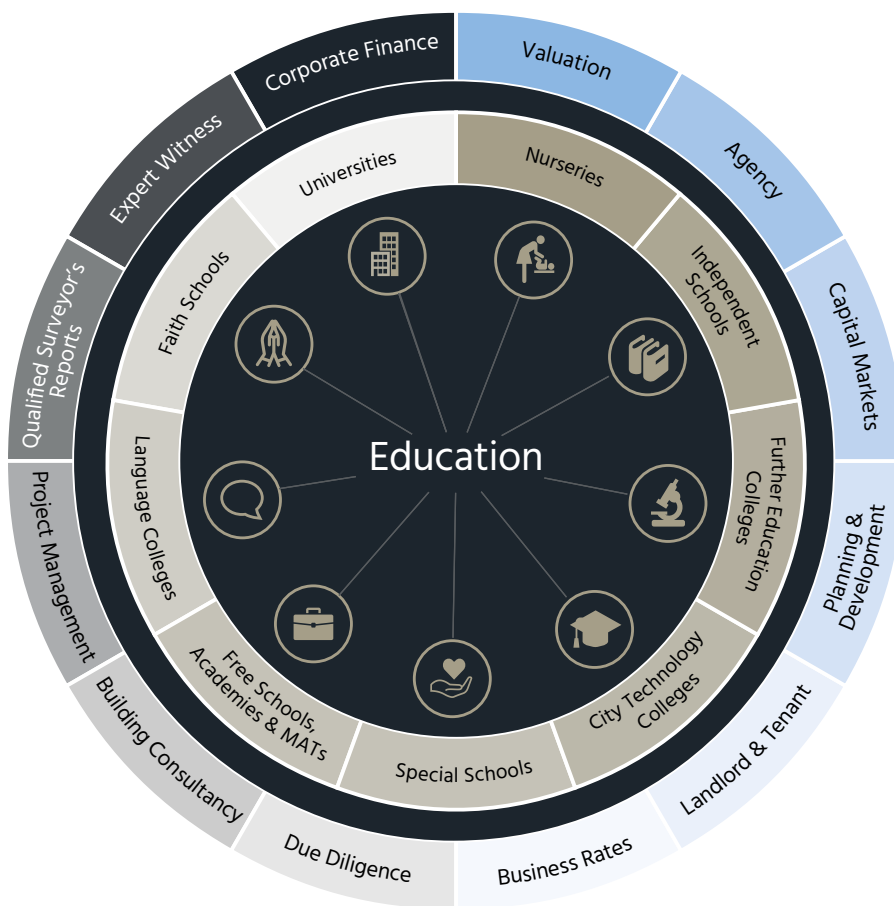 Corporate Finance
Valuation
Agency
Capital Markets
Planning &
Development
Landlord & Tenant
Business Rates
Due Diligence
Building Consultancy
Project Management
Qualified Surveyor's
Reports
Expert Witness
Universities
Nurseries
Independent
Schools
Further Education
Colleges
City Technology
Colleges
Special Schools
Free Schools,
Academies & MATs
Language Colleges
Faith Schools
Education